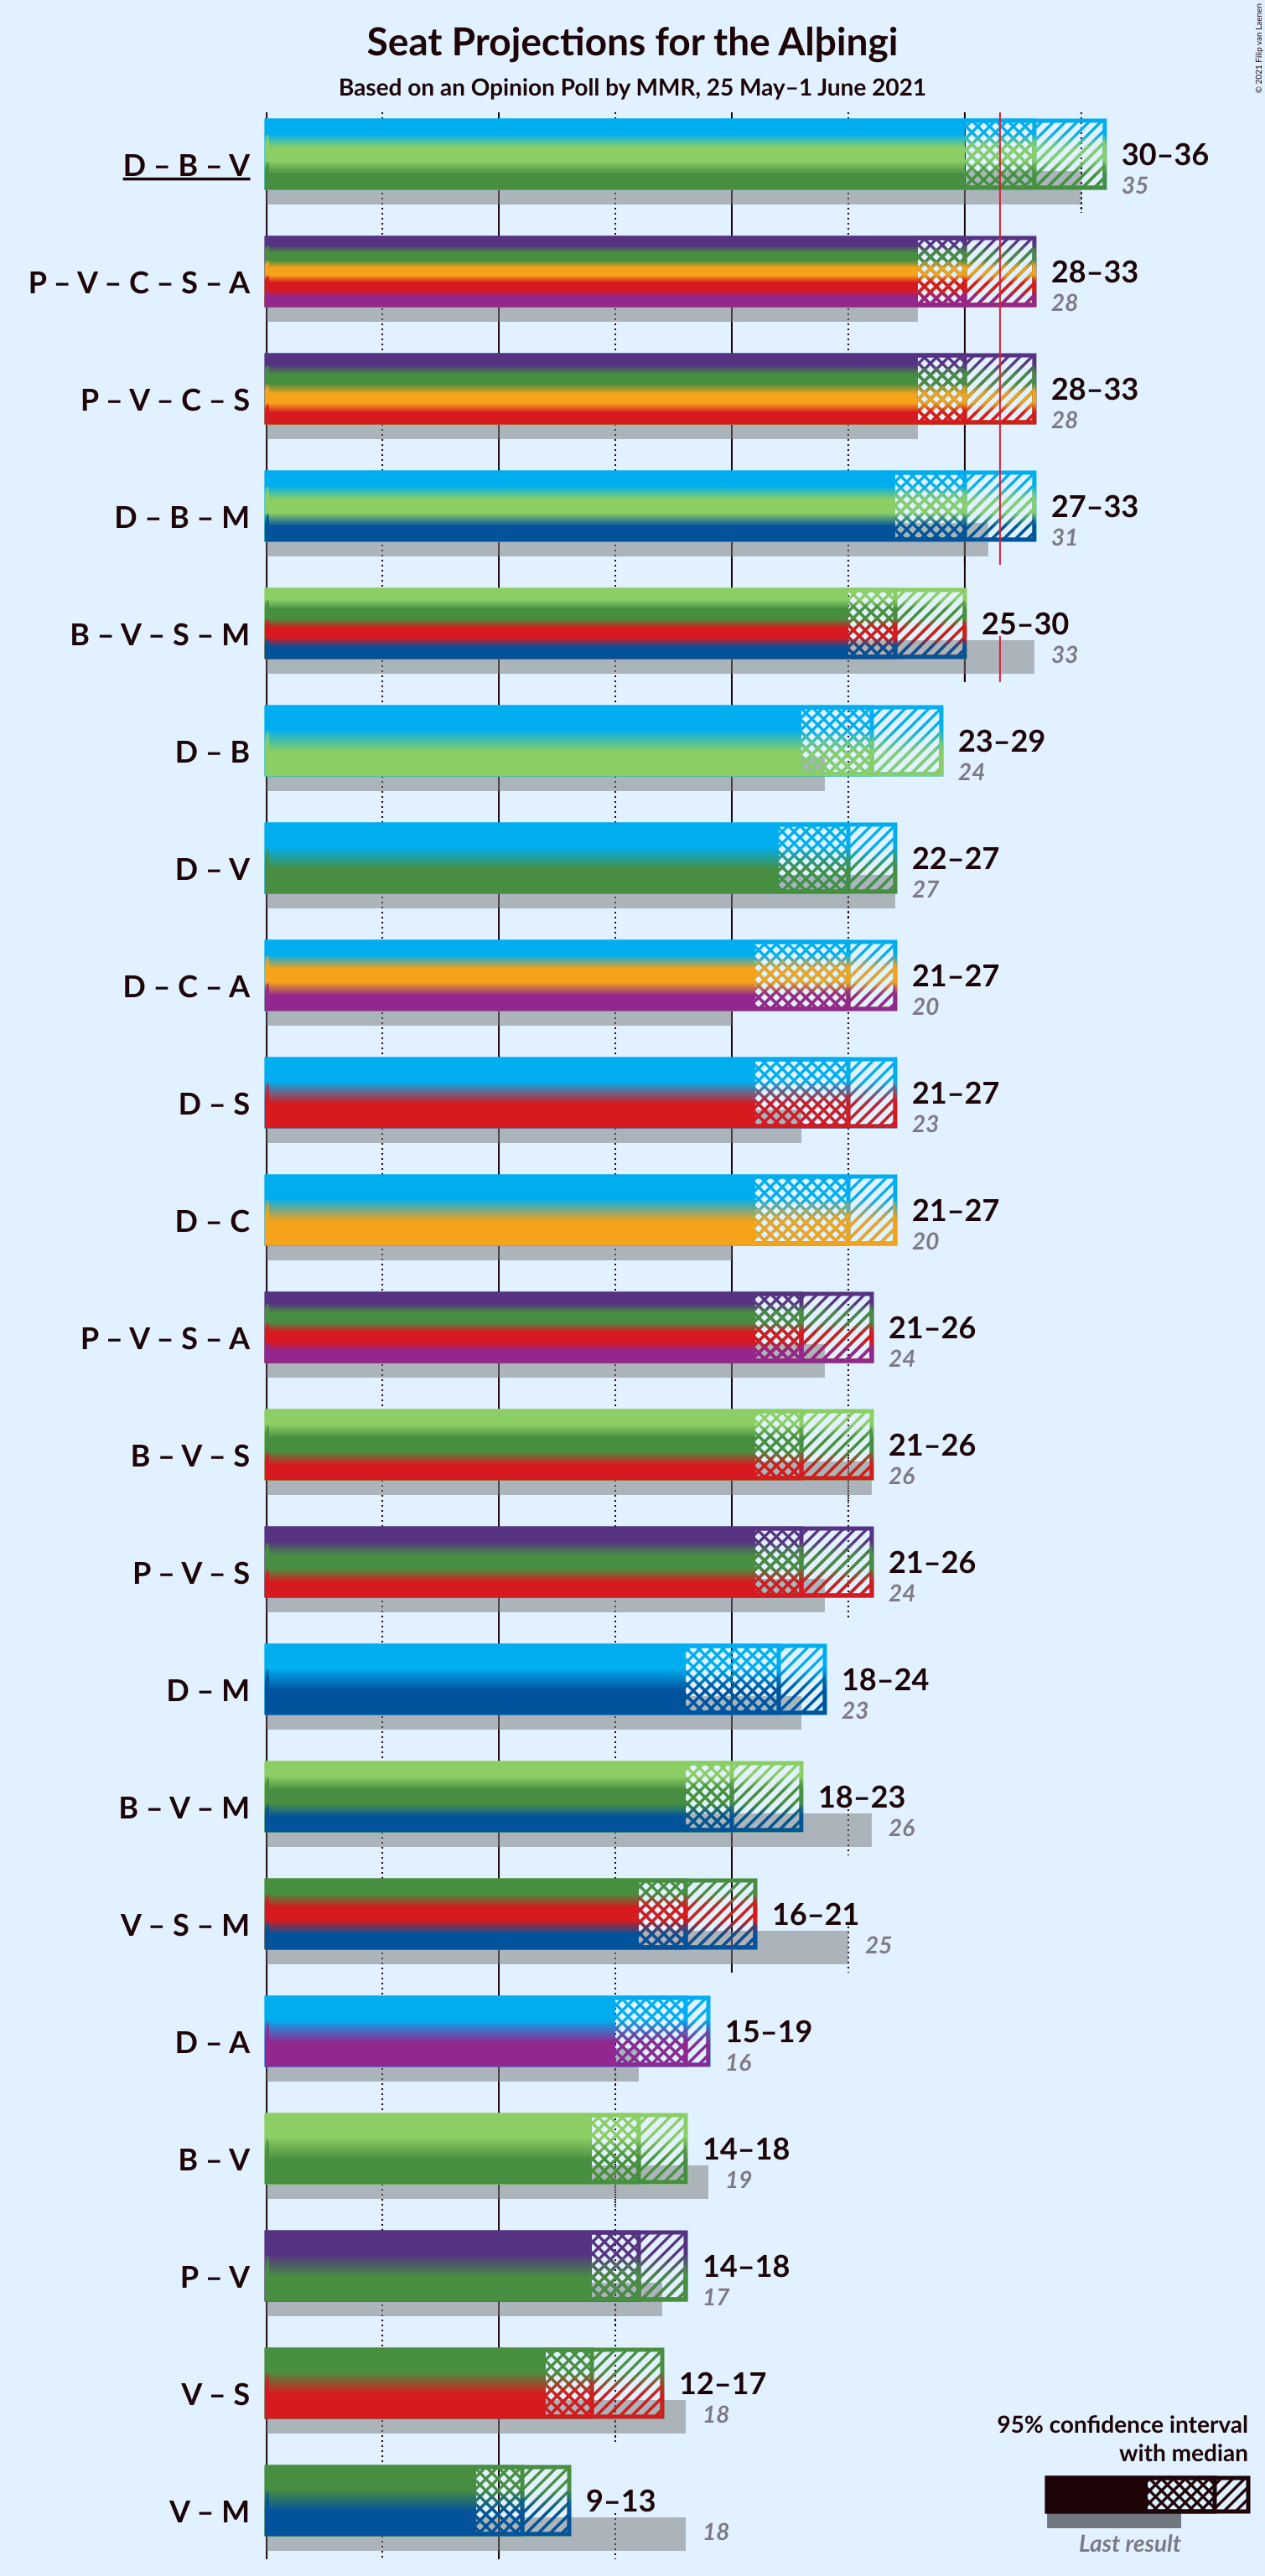 Seat Projections for the Alþingi
Based on an Opinion Poll by MMR, 25 May–1 June 2021
© 2021 Filip van Laenen
D – B – V
30–36
35
P – V – C – S – A
28–33
28
P – V – C – S
28–33
28
D – B – M
27–33
31
B – V – S – M
25–30
33
D – B
23–29
24
D – V
22–27
27
D – C – A
21–27
20
D – S
21–27
23
D – C
21–27
20
P – V – S – A
21–26
24
B – V – S
21–26
26
P – V – S
21–26
24
D – M
18–24
23
B – V – M
18–23
26
V – S – M
16–21
25
D – A
15–19
16
B – V
14–18
19
P – V
14–18
17
V – S
12–17
18
V – M
9–13
18
95% confidence interval
with median
Last result